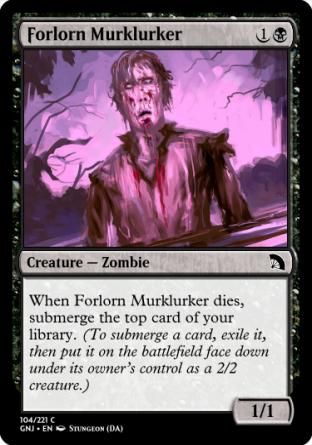 Forlorn Murklurker 1
Creature — Zombie
When Forlorn Murklurker dies,
submerge the top card of your
library. (To submerge a card, exile it,
then put it on the battlefield face down
under its owner's control as a 2/2
creature.)
1/1
104/221 C
GNJ • EN Sturgeon (DA)